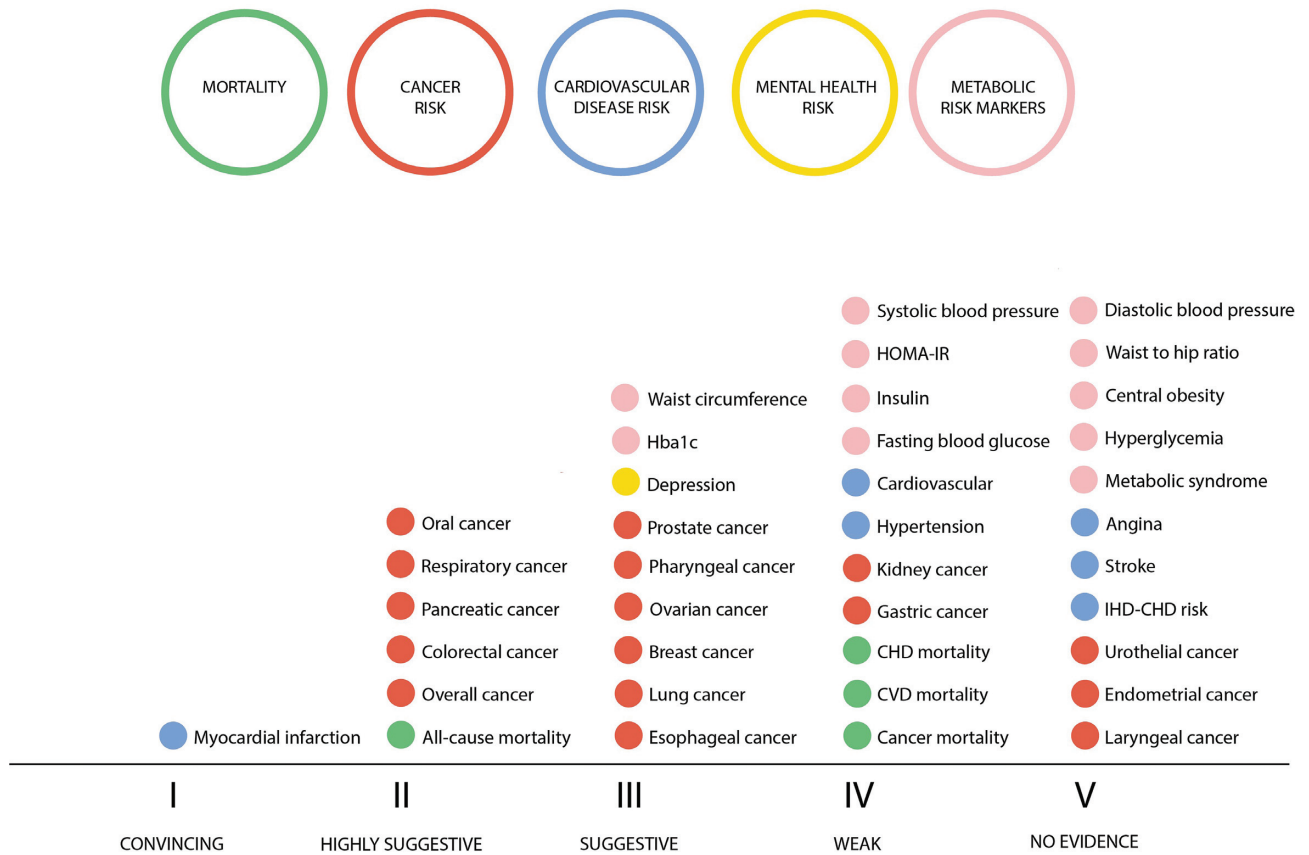 MORTALITY
CANCER
RISK
CARDIOVASCULAR
DISEASE RISK
MENTAL HEALTH
RISK
METABOLIC
RISK MARKERS
Myocardial infarction
Oral cancer
Respiratory cancer
Pancreatic cancer
Colorectal cancer
Overall cancer
All-cause mortality
Waist circumference
Hba1c
Depression
Prostate cancer
Pharyngeal cancer
Ovarian cancer
Breast cancer
Lung cancer
Esophageal cancer
Systolic blood pressure
HOMA-IR
Insulin
Fasting blood glucose
Cardiovascular
Hypertension
Kidney cancer
Gastric cancer
CHD mortality
CVD mortality
Cancer mortality
Diastolic blood pressure
Waist to hip ratio
Central obesity
Hyperglycemia
Metabolic syndrome
Angina
Stroke
IHD-CHD risk
Urothelial cancer
Endometrial cancer
Laryngeal cancer
I
II
III
IV
V
CONVINCING
HIGHLY SUGGESTIVE
SUGGESTIVE
WEAK
NO EVIDENCE